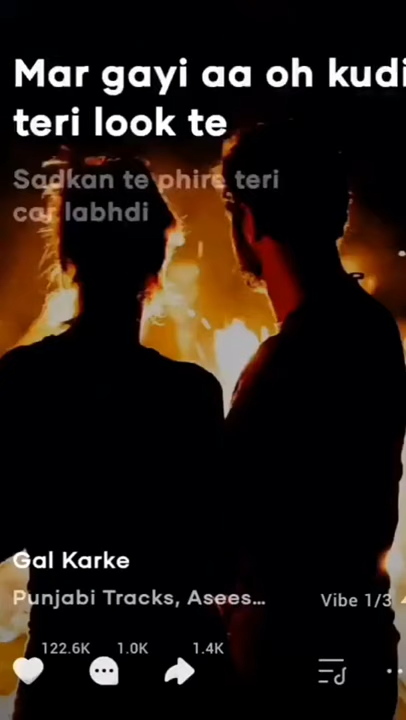 Mar gayi aa oh kudi
teri look te
Sadkan te phire teri
car labhdi
Gal Karke
Punjabi Tracks, Asees...
Vibe 1/3
122.6K 1.0K 1.4K